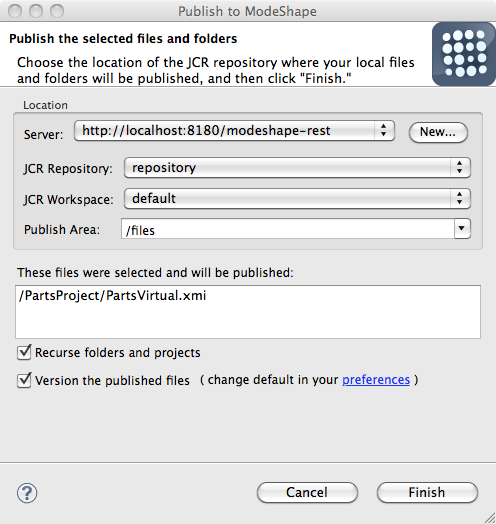 Publish to ModeShape
Publish the selected files and folders
Choose the location of the JCR repository where your local files
and folders will be published, and then click "Finish."
Location
Server: http://localhost:8180/modeshape-rest New...
JCR Repository: repository
JCR Workspace: default
Publish Area: /files
These files were selected and will be published:
/PartsProject/PartsVirtual.xmi
Recurse folders and projects
Version the published files ( change default in your preferences )
? Cancel Finish